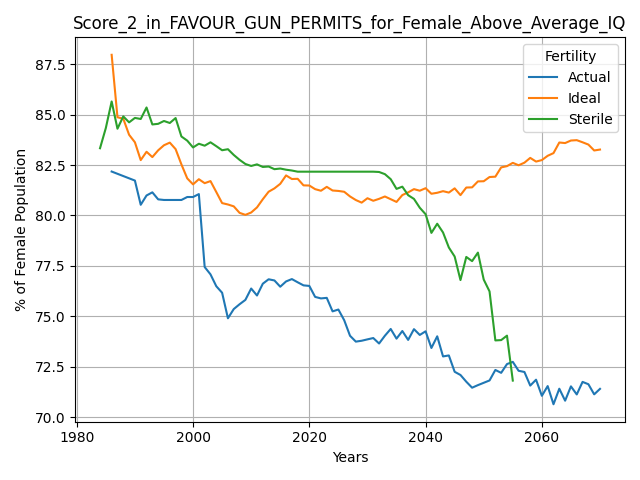 Score_2_in_FAVOUR_GUN_PERMITS_for_Female_Above_Average_IQ
Fertility
Actual
Ideal
Sterile
% of Female Population
87.5
85.0
82.5
80.0
77.5
75.0
72.5
70.0
1980
2000
2020
2040
2060
Years